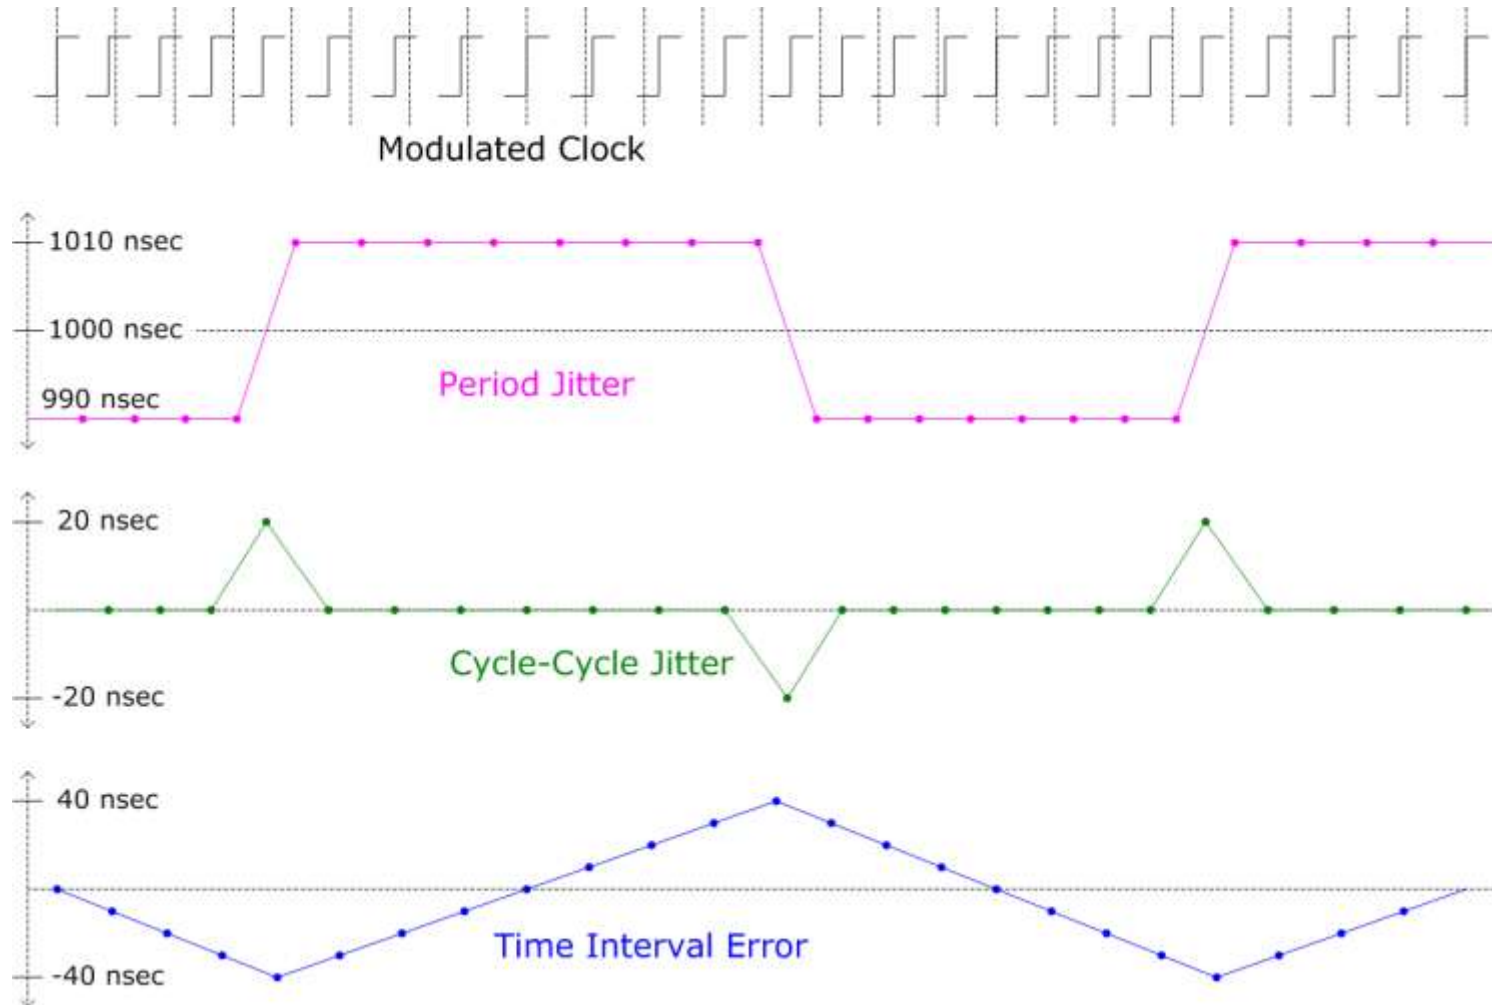 Modulated Clock
1010 nsec
1000 nsec
Period Jitter
990 nsec
20 nsec
Cycle-Cycle Jitter
-20 nsec
40 nsec
Time Interval Error
-40 nsec